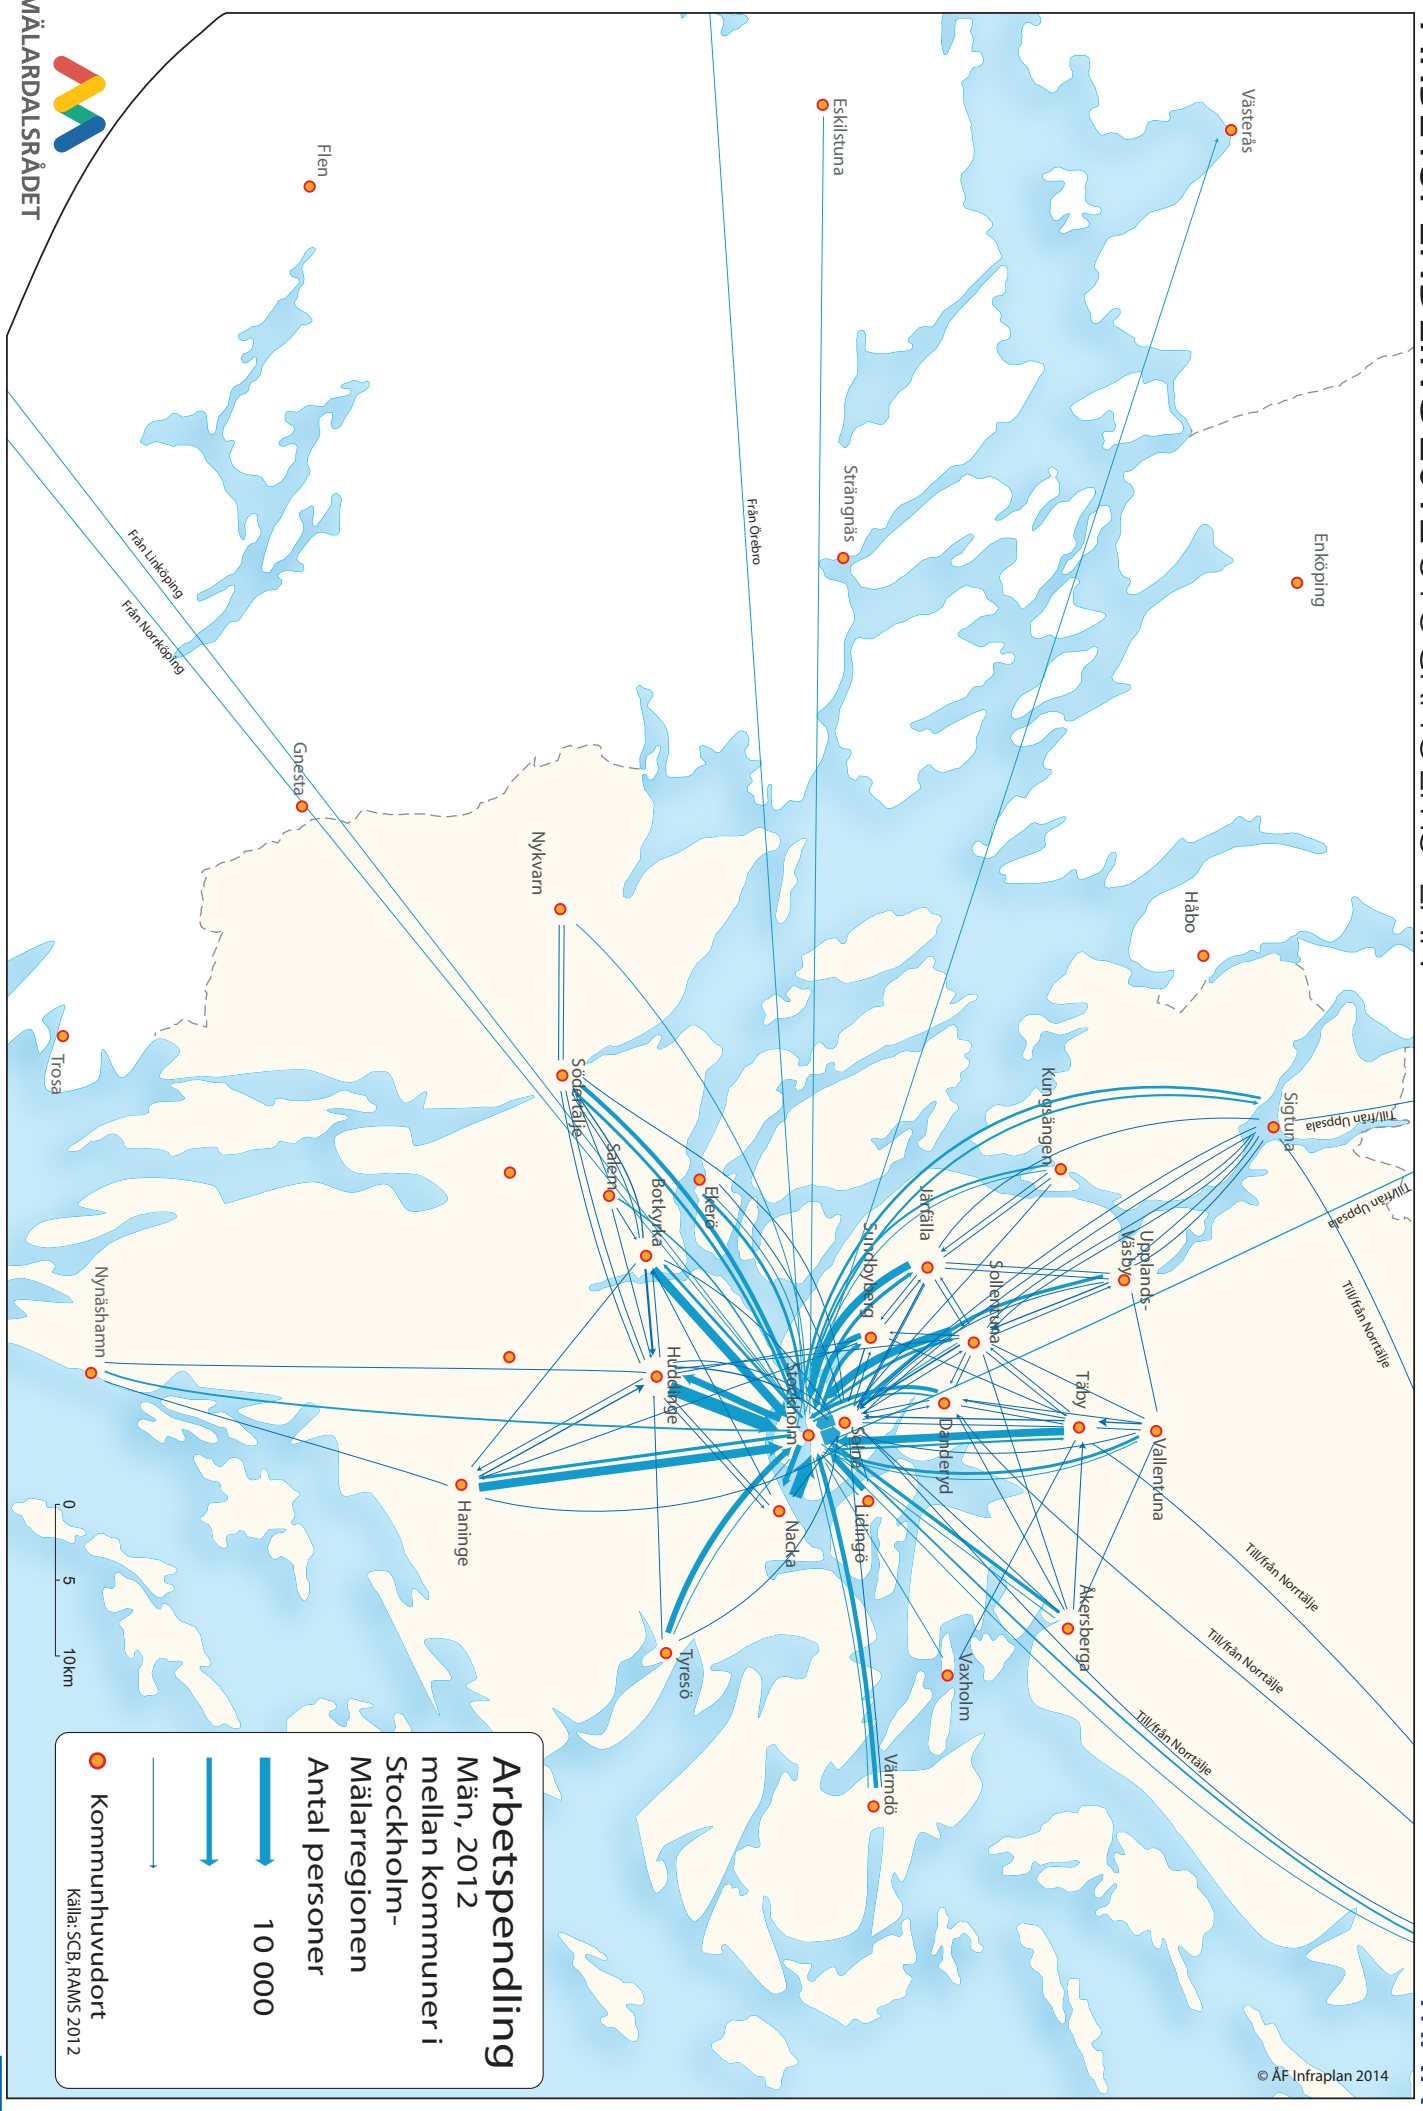 MÄLARDALSRÅDET
Västerås
Eskilstuna
Flen
Enköping
Strängnäs
Från Örebro
Från Linköping
Från Norrköping
Gnesta
Håbo
Nykvarn
Trosa
Södertälje
Salem
Botkyrka
Ekerö
Kungsängen
Sigtuna
Till/från Uppsala
Till/från Uppsala
Till/från Norrtälje
Järfälla
Sundbyberg
Sollentuna
Upplands-
Väsby
Nynäshamn
Huddinge
Stockholm
Solna
Danderyd
Täby
Vallentuna
Haninge
Nacka
Lidingö
Åkersberga
Tyresö
Vaxholm
Värmdö
Till/från Norrtälje
Till/från Norrtälje
Till/från Norrtälje
0 5 10km
Arbetspendling
Män, 2012
mellan kommuner i
Stockholm-
Mälarregionen
Antal personer
10 000
Kommunhuvudort
Källa: SCB, RAMS 2012
© ÅF Infraplan 2014